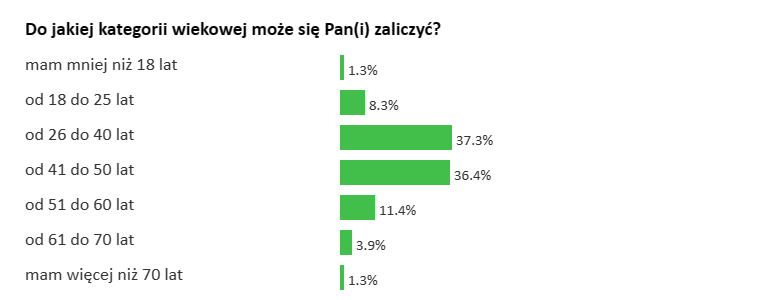 Do jakiej kategorii wiekowej może się Pan(i) zaliczyć?
mam mniej niż 18 lat 1.3%
od 18 do 25 lat 8.3%
od 26 do 40 lat 37.3%
od 41 do 50 lat 36.4%
od 51 do 60 lat 11.4%
od 61 do 70 lat 3.9%
mam więcej niż 70 lat 1.3%